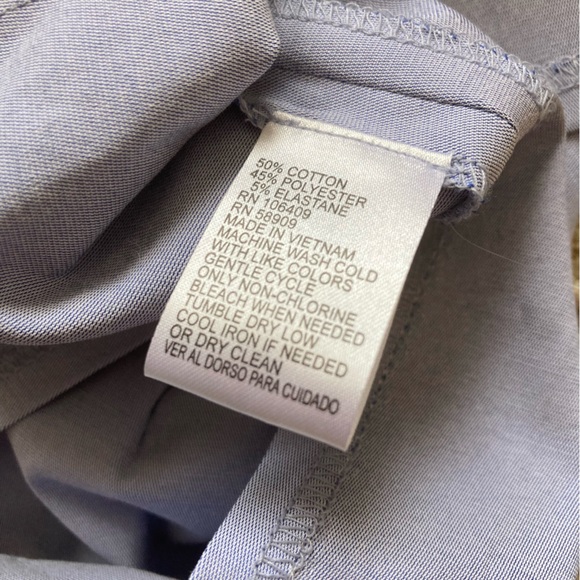 50% COTTON
45% POLYESTER
5% ELASTANE
RN 106409
RN 58909
MADE IN VIETNAM
MACHINE WASH COLD
WITH LIKE COLORS
GENTLE CYCLE
ONLY NON-CHLORINE
BLEACH WHEN NEEDED
TUMBLE DRY LOW
COOL IRON IF NEEDED
OR DRY CLEAN
VER AL DORSO PARA CUIDADO